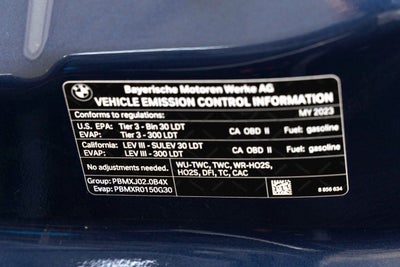 BMW
Bayerische Motoren Werke AG
VEHICLE EMISSION CONTROL INFORMATION
Conforms to regulations: MY 2023
U.S. EPA: Tier 3 - Bin 30 LDT CA OBD II Fuel: gasoline
EVAP: Tier 3 - 300 LDT
California: LEV III - SULEV 30 LDT CA OBD II Fuel: gasoline
EVAP: LEV III - 300 LDT
No adjustments needed. WU-TWC, TWC, WR-HO2S,
HO2S, DFI, TC, CAC
Group: PBMXJ02.0B4X
Evap: PBMXR0150G30
8 856 634